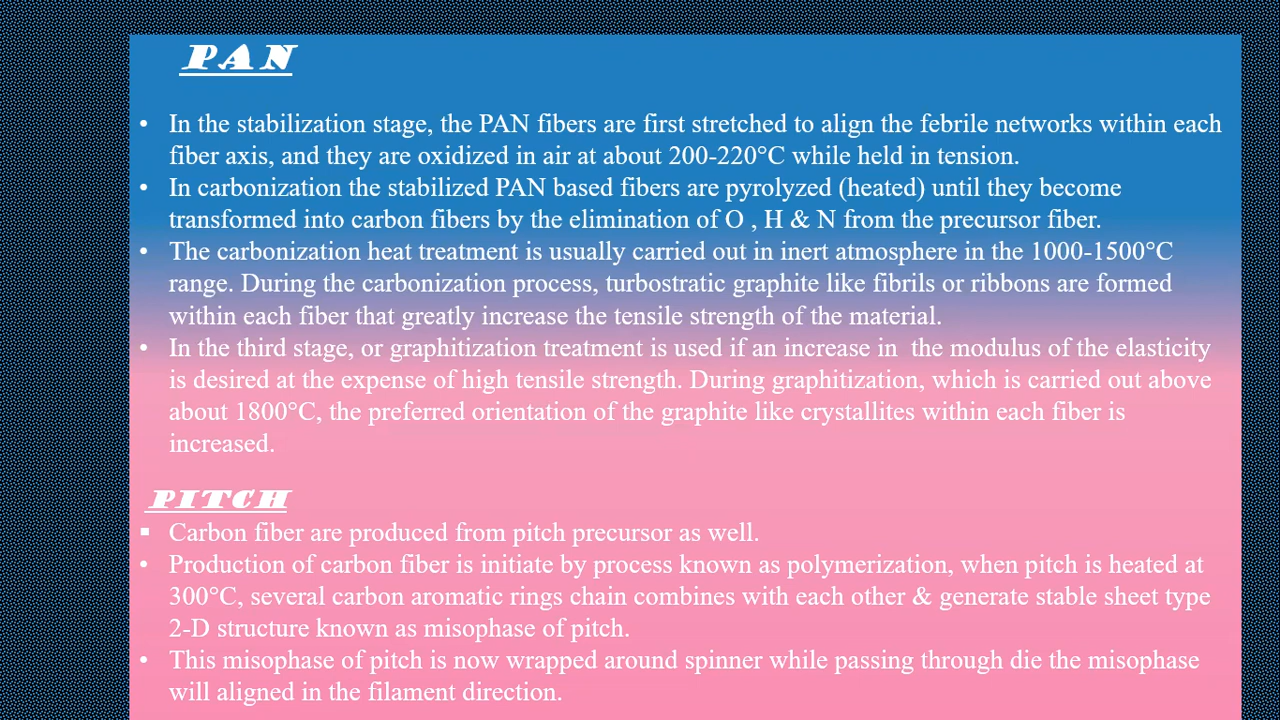 PAN
• In the stabilization stage, the PAN fibers are first stretched to align the febrile networks within each
fiber axis, and they are oxidized in air at about 200-220°C while held in tension.
• In carbonization the stabilized PAN based fibers are pyrolyzed (heated) until they become
transformed into carbon fibers by the elimination of O , H & N from the precursor fiber.
• The carbonization heat treatment is usually carried out in inert atmosphere in the 1000-1500°C
range. During the carbonization process, turbostratic graphite like fibrils or ribbons are formed
within each fiber that greatly increase the tensile strength of the material.
• In the third stage, or graphitization treatment is used if an increase in  the modulus of the elasticity
is desired at the expense of high tensile strength. During graphitization, which is carried out above
about 1800°C, the preferred orientation of the graphite like crystallites within each fiber is
increased.
PITCH
▪ Carbon fiber are produced from pitch precursor as well.
• Production of carbon fiber is initiate by process known as polymerization, when pitch is heated at
300°C, several carbon aromatic rings chain combines with each other & generate stable sheet type
2-D structure known as misophase of pitch.
• This misophase of pitch is now wrapped around spinner while passing through die the misophase
will aligned in the filament direction.